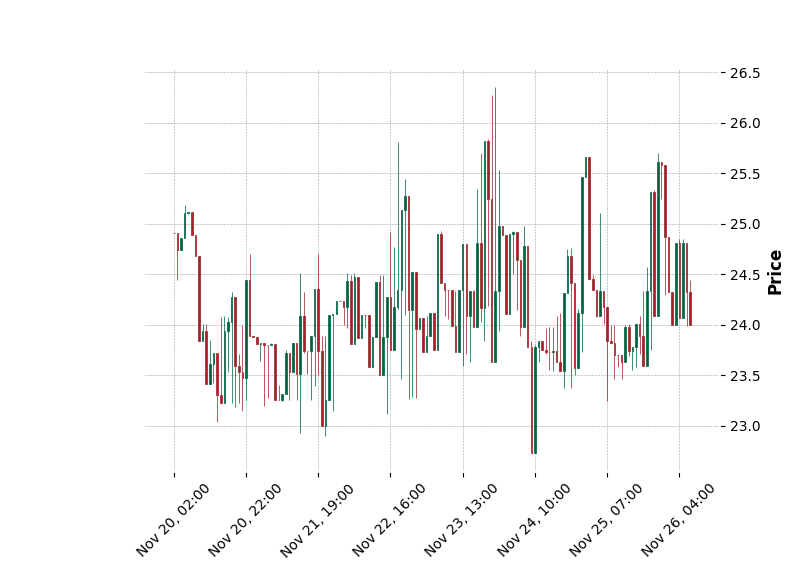 26.5
26.0
25.5
25.0
24.5
24.0
23.5
23.0
Price
Nov 20, 02:00
Nov 20, 22:00
Nov 21, 19:00
Nov 22, 16:00
Nov 23, 13:00
Nov 24, 10:00
Nov 25, 07:00
Nov 26, 04:00